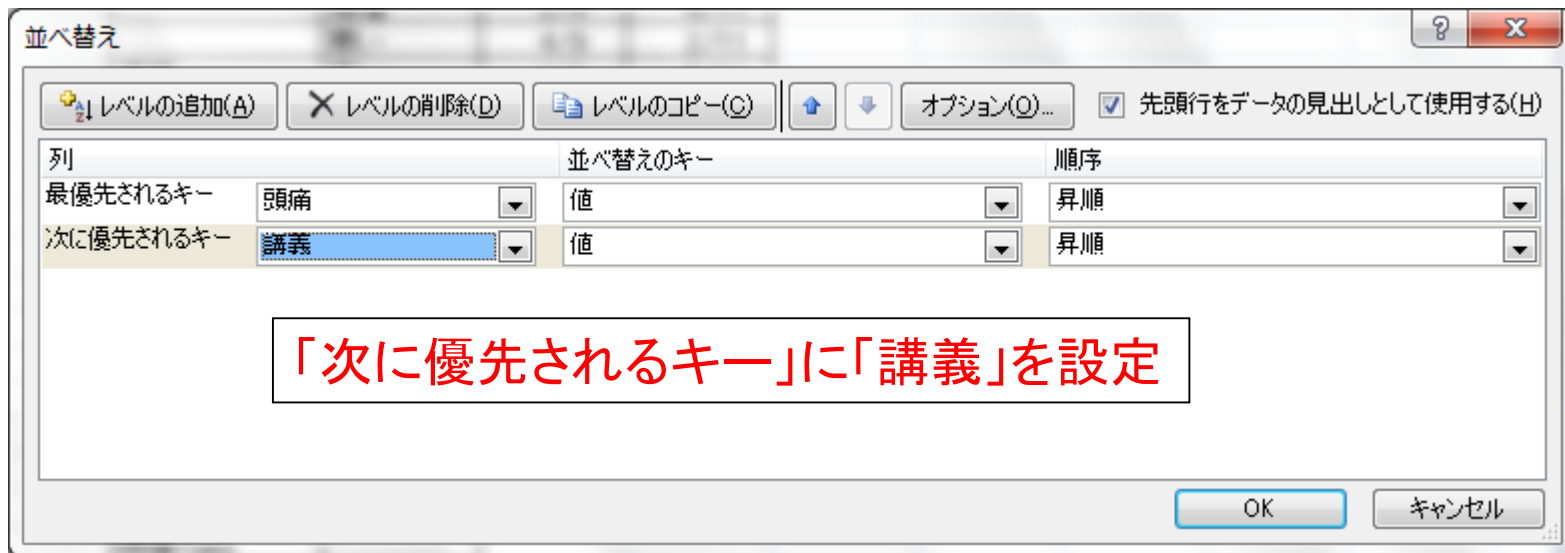 並べ替え
レベルの追加(A) レベルの削除(D) レベルのコピー(C) オプション(O)... 先頭行をデータの見出しとして使用する(H)
列 並べ替えのキー 順序
最優先されるキー 頭痛 値 昇順
次に優先されるキー 講義 値 昇順
「次に優先されるキー」に「講義」を設定
OK キャンセル